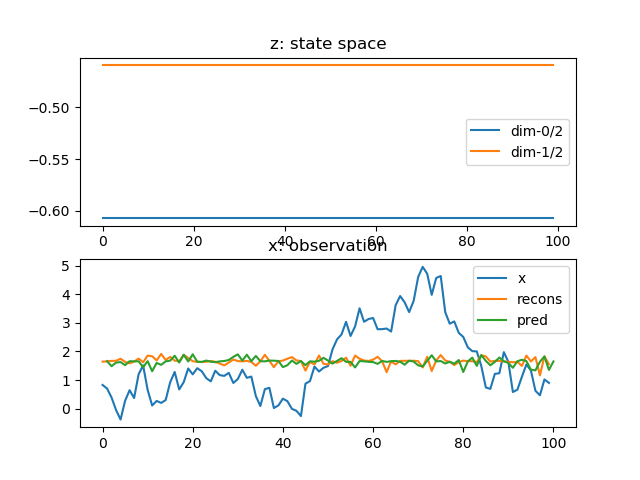 z: state space
−0.50
−0.55
−0.60
dim-0/2
dim-1/2
0 20 40 60 80 100
x: observation
5
4
3
2
1
0
x
recons
pred
0 20 40 60 80 100